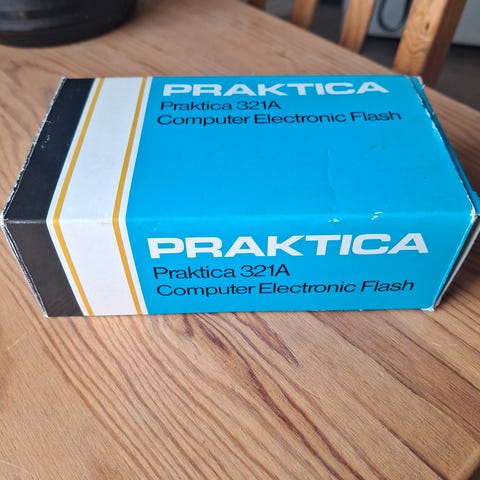 PRAKTICA
Praktica 321A
Computer Electronic Flash
PRAKTICA
Praktica 321A
Computer Electronic Flash